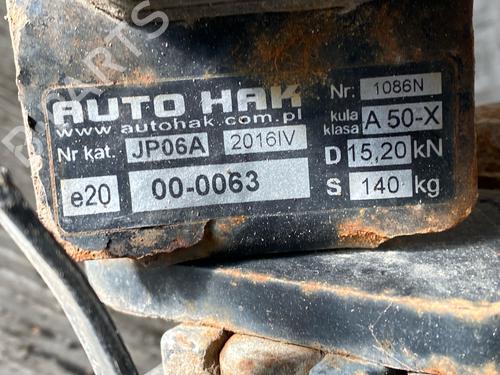 AUTO HAK
www.autohak.com.pl
Nr: 1086N
kula klasa A 50-X
Nr kat. JP06A 2016IV
D 15,20 kN
e20 00-0063
S 140 kg
PARTS